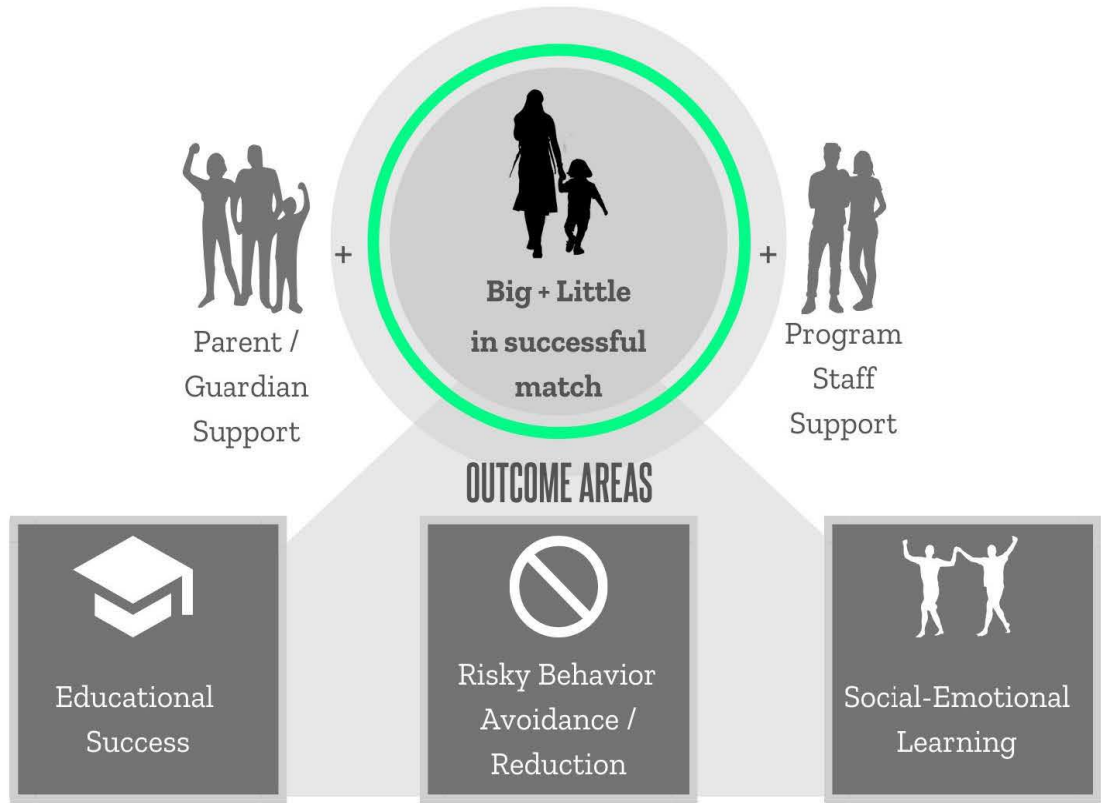 Big + Little
in successful
match
+
+
Parent /
Guardian
Support
Program
Staff
Support
OUTCOME AREAS
Educational
Success
Risky Behavior
Avoidance /
Reduction
Social-Emotional
Learning